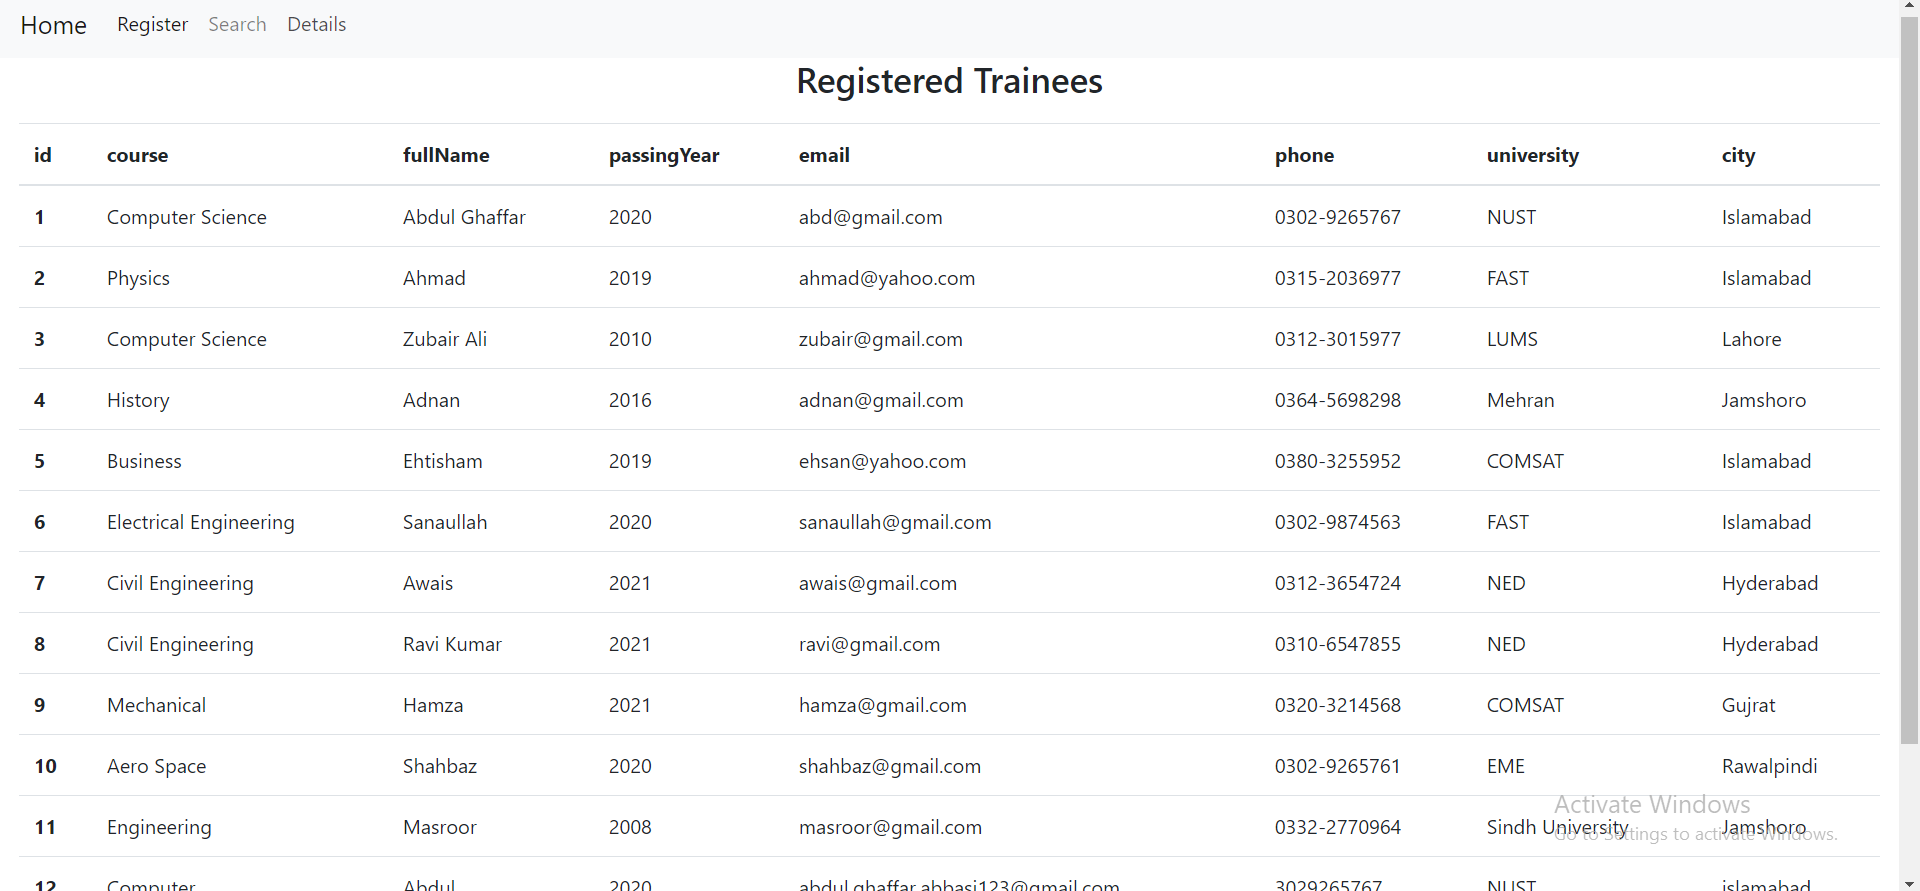 Home Register Search Details
Registered Trainees
id course fullName passingYear email phone university city
1 Computer Science Abdul Ghaffar 2020 abd@gmail.com 0302-9265767 NUST Islamabad
2 Physics Ahmad 2019 ahmad@yahoo.com 0315-2036977 FAST Islamabad
3 Computer Science Zubair Ali 2010 zubair@gmail.com 0312-3015977 LUMS Lahore
4 History Adnan 2016 adnan@gmail.com 0364-5698298 Mehran Jamshoro
5 Business Ehtisham 2019 ehsan@yahoo.com 0380-3255952 COMSAT Islamabad
6 Electrical Engineering Sanaullah 2020 sanaullah@gmail.com 0302-9874563 FAST Islamabad
7 Civil Engineering Awais 2021 awais@gmail.com 0312-3654724 NED Hyderabad
8 Civil Engineering Ravi Kumar 2021 ravi@gmail.com 0310-6547855 NED Hyderabad
9 Mechanical Hamza 2021 hamza@gmail.com 0320-3214568 COMSAT Gujrat
10 Aero Space Shahbaz 2020 shahbaz@gmail.com 0302-9265761 EME Rawalpindi
Activate Windows
11 Engineering Masroor 2008 masroor@gmail.com 0332-2770964 Sindh University Jamshoro
Go to Settings to activate Windows.
12 Computer Abdul 2020 abdul.ghaffar.abbasi123@gmail.com 3029265767 NUST islamabad